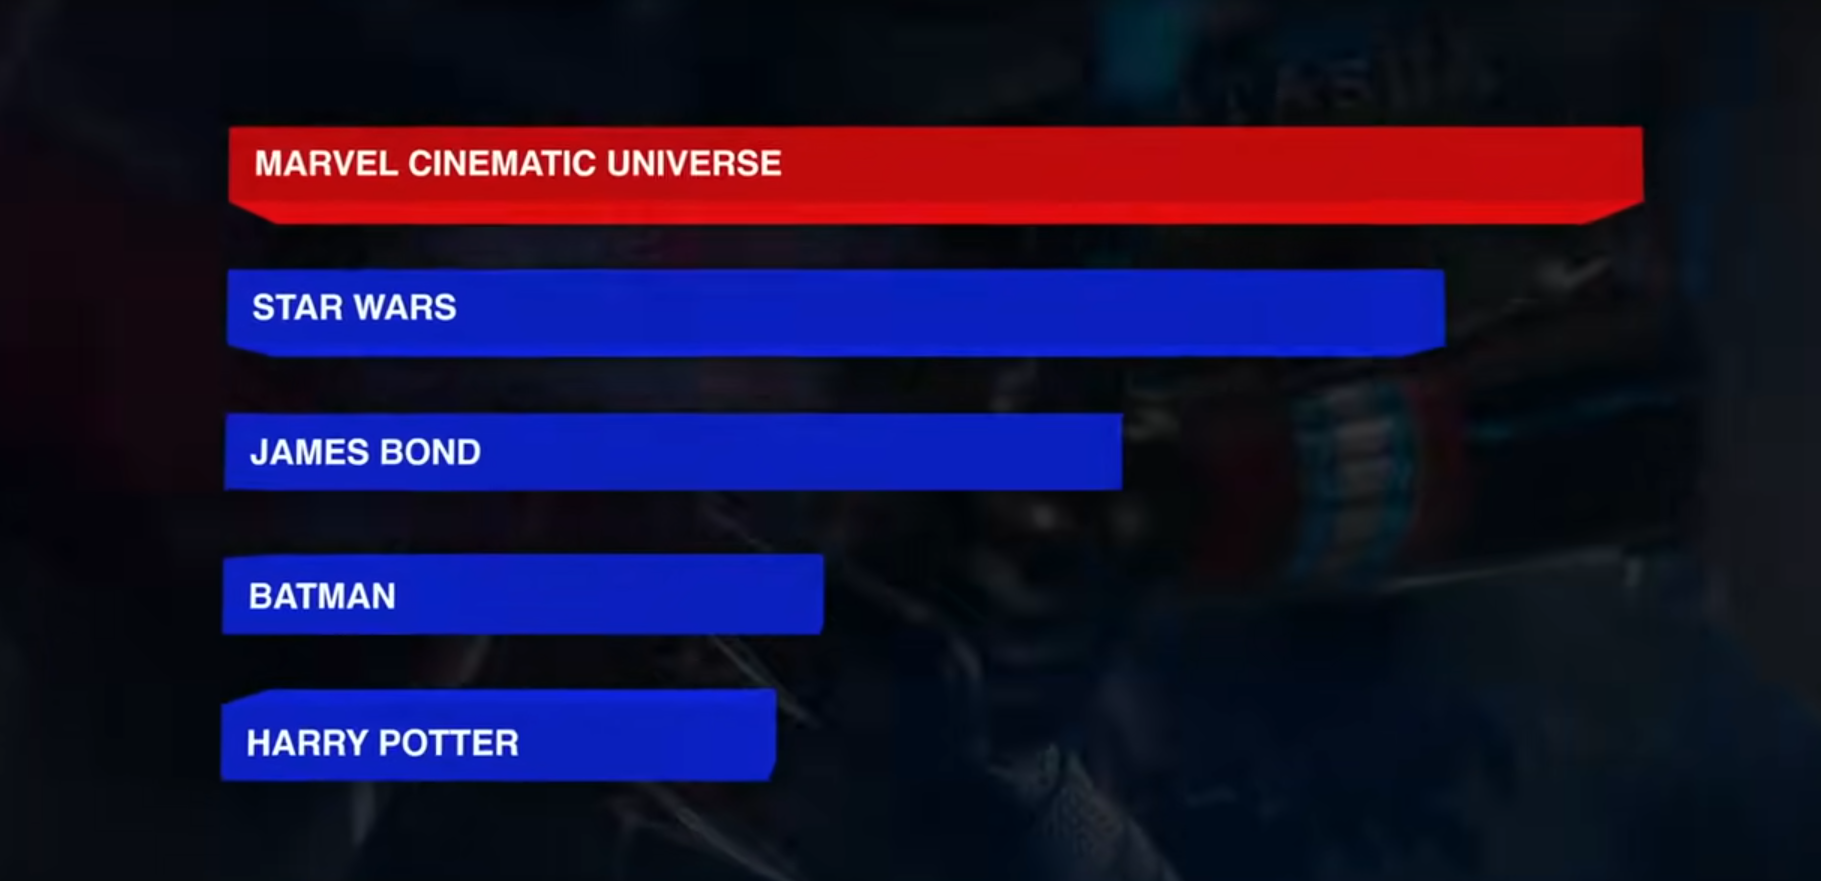 MARVEL CINEMATIC UNIVERSE
STAR WARS
JAMES BOND
BATMAN
HARRY POTTER